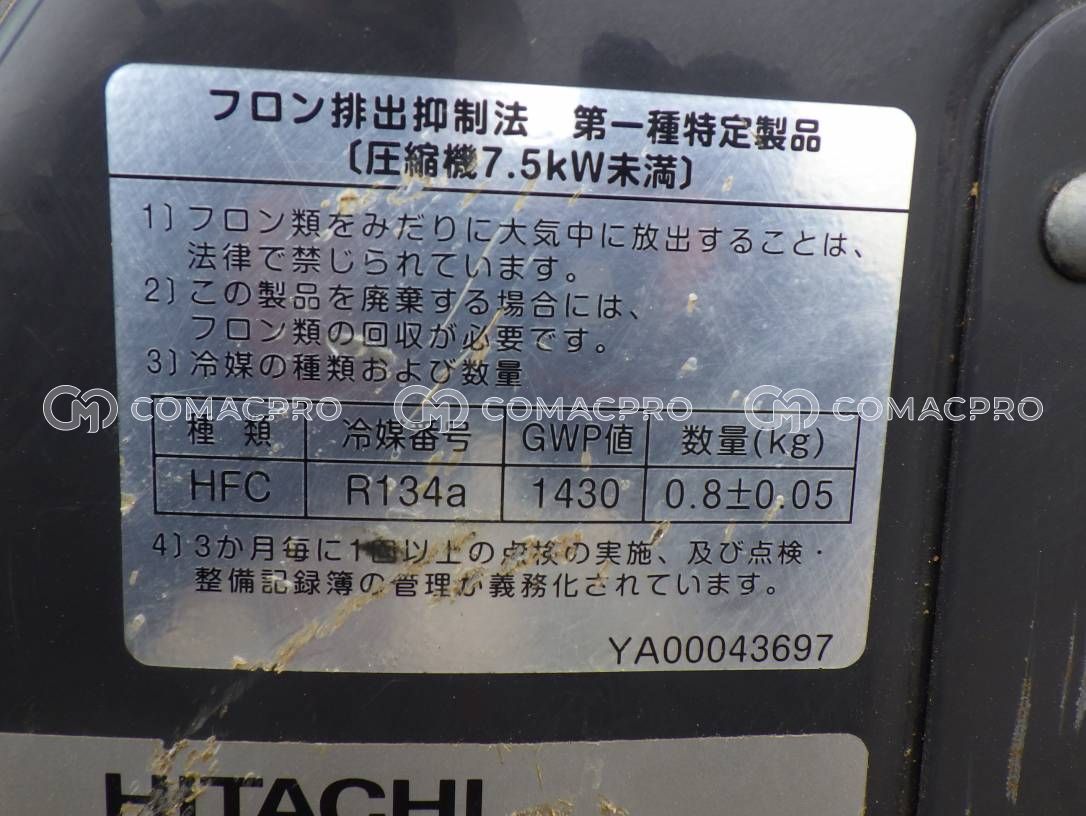 フロン排出抑制法　第一種特定製品
〔圧縮機7.5kW未満〕
1〕フロン類をみだりに大気中に放出することは、
法律で禁じられています。
2〕この製品を廃棄する場合には、
フロン類の回収が必要です。
3〕冷媒の種類および数量
COMACPRO COMACPRO COMACPRO
種類 冷媒番号 GWP値 数量(kg)
HFC R134a 1430 0.8±0.05
4〕3か月毎に1回以上の点検の実施、及び点検・
整備記録簿の管理が義務化されています。
YA00043697
HITACHI